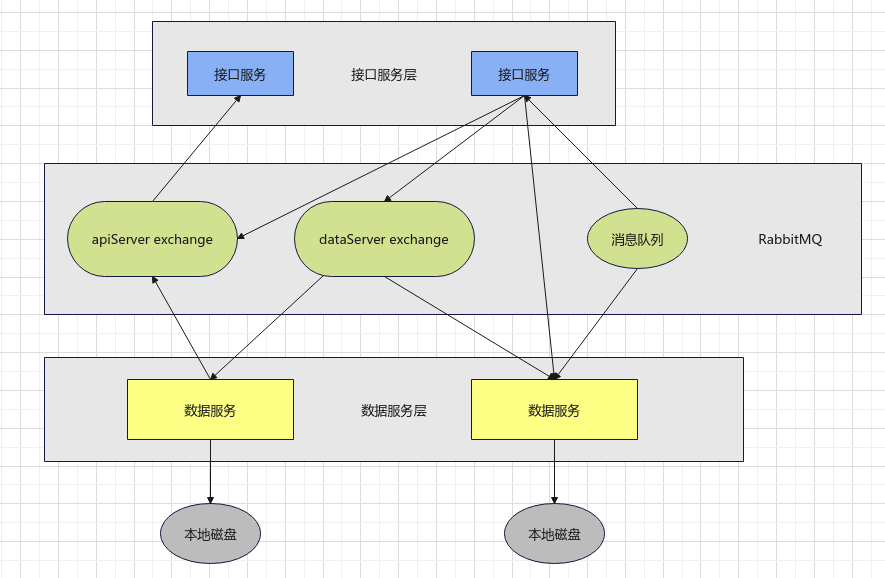 接口服务
接口服务层
接口服务
apiServer exchange
dataServer exchange
消息队列
RabbitMQ
数据服务
数据服务层
数据服务
本地磁盘
本地磁盘